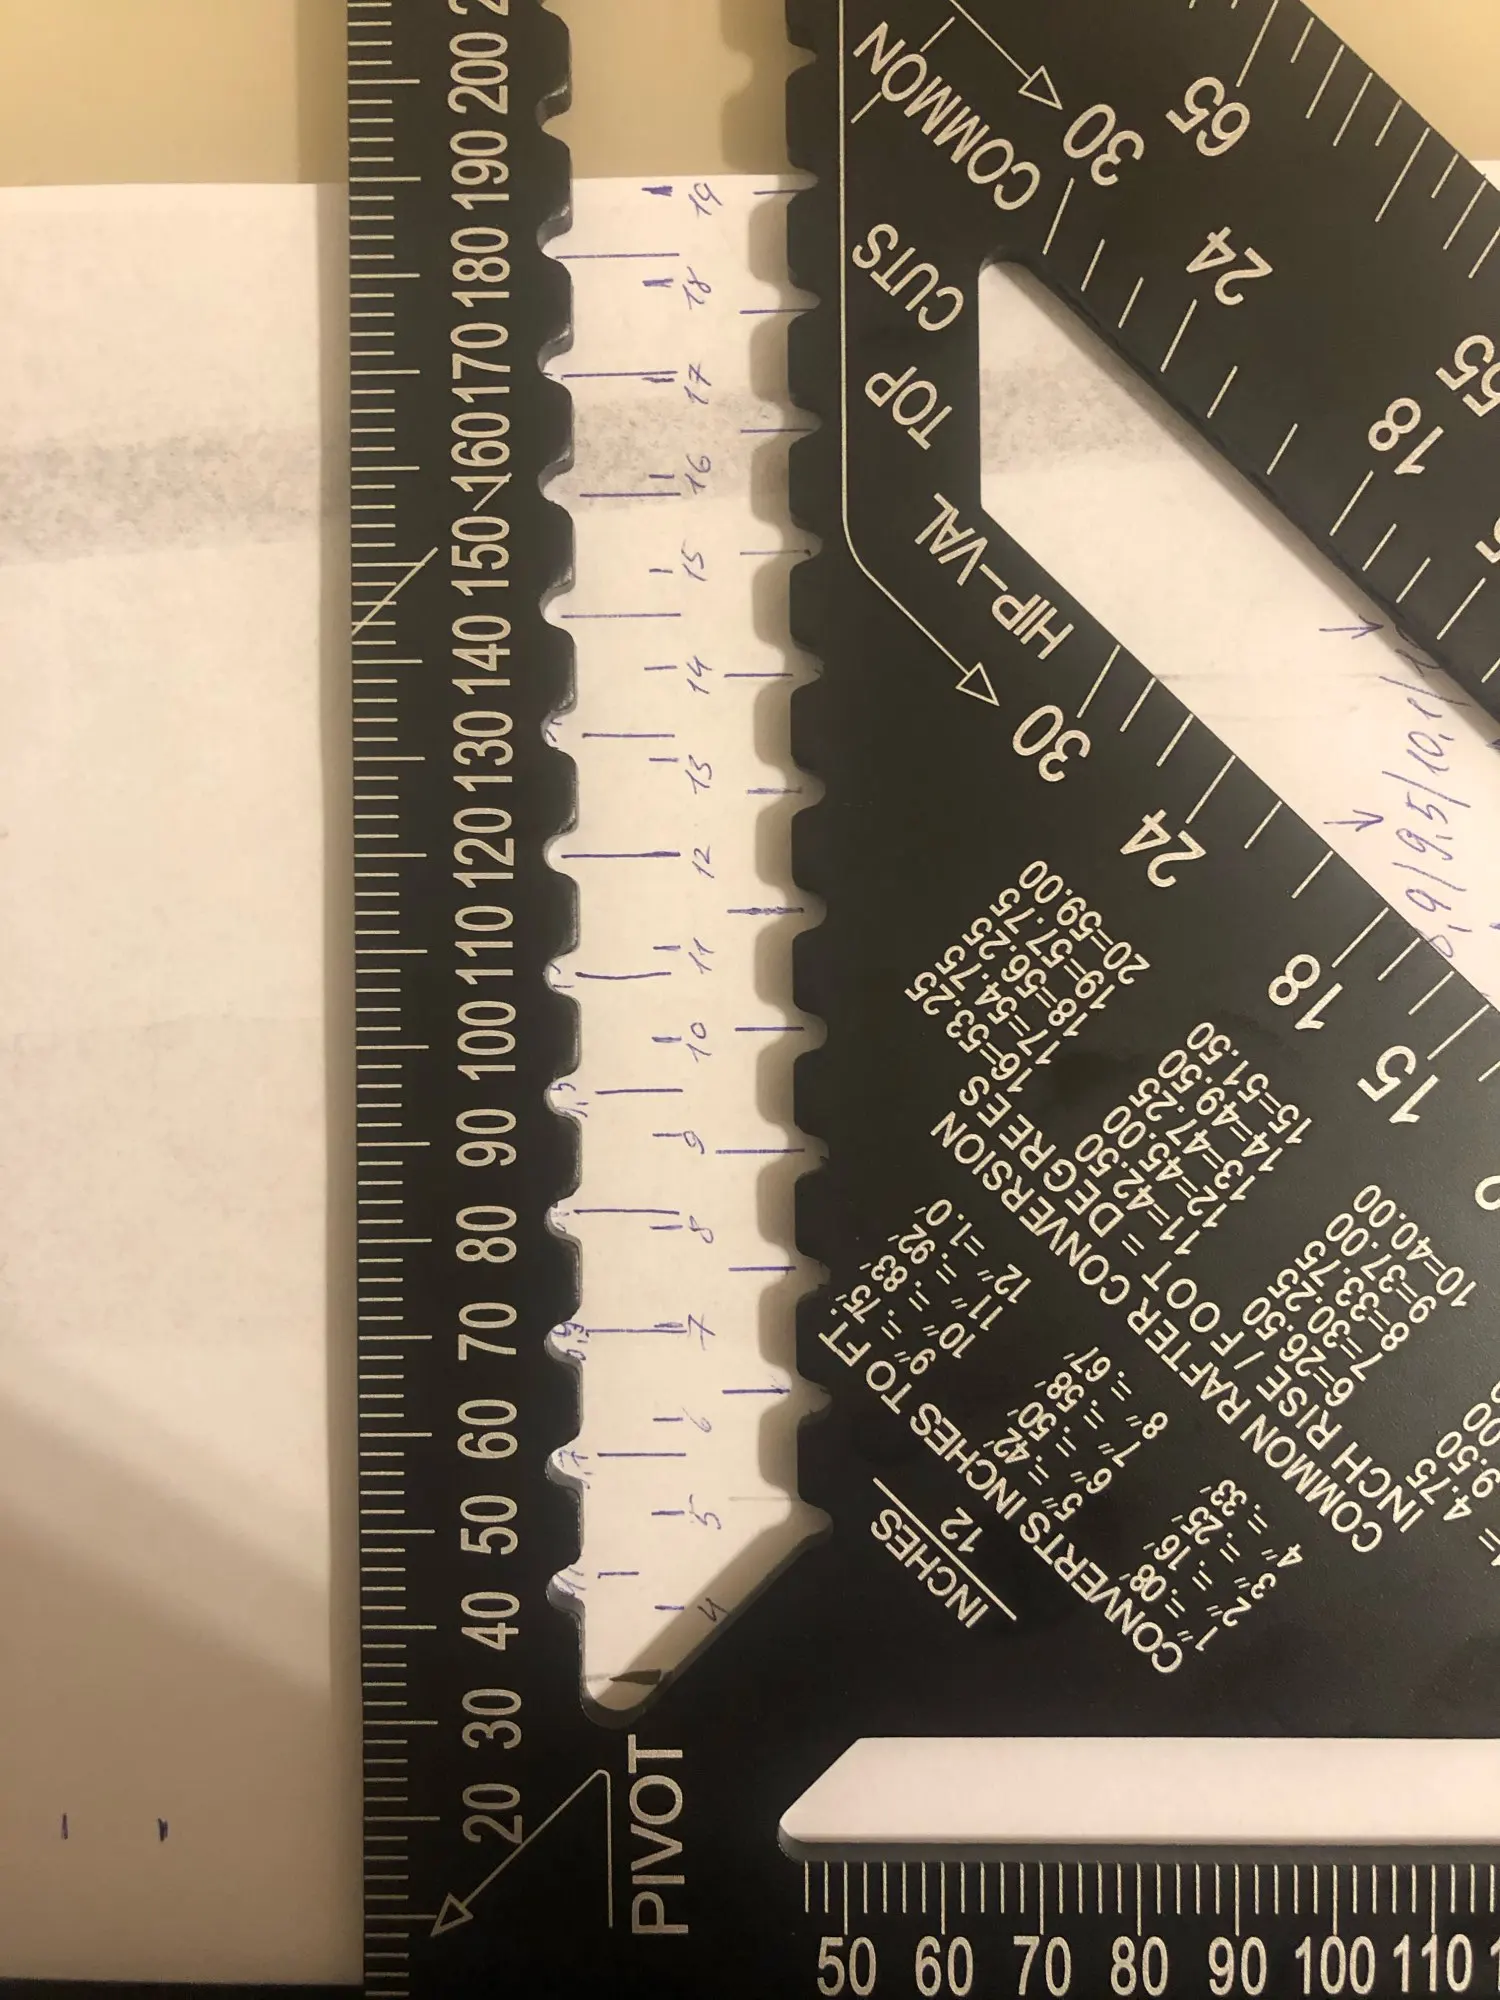 20 30 40 50 60 70 80 90 100 110 120 130 140 150 160 170 180 190 200
PIVOT
4 5 6 7 8 9 10 11 12 13 14 15 16 17 18 19
50 60 70 80 90 100 110
COMMON
TOP CUTS
HIP-VAL
30 24 18 15
30 24 18
65 55
INCHES
12
CONVERTS INCHES TO FT.
1″=.08′
2″=.16′
3″=.25′
4″=.33′
5″=.42′
6″=.50′
7″=.58′
8″=.67′
9″=.75′
10″=.83′
11″=.92′
12″=1.0′
COMMON RAFTER CONVERSION
INCH RISE / FOOT = DEGREES
6=26.50
7=30.25
8=33.75
9=37.00
10=40.00
11=42.50
12=45.00
13=47.25
14=49.50
15=51.50
16=53.25
17=54.75
18=56.25
19=57.75
20=59.00